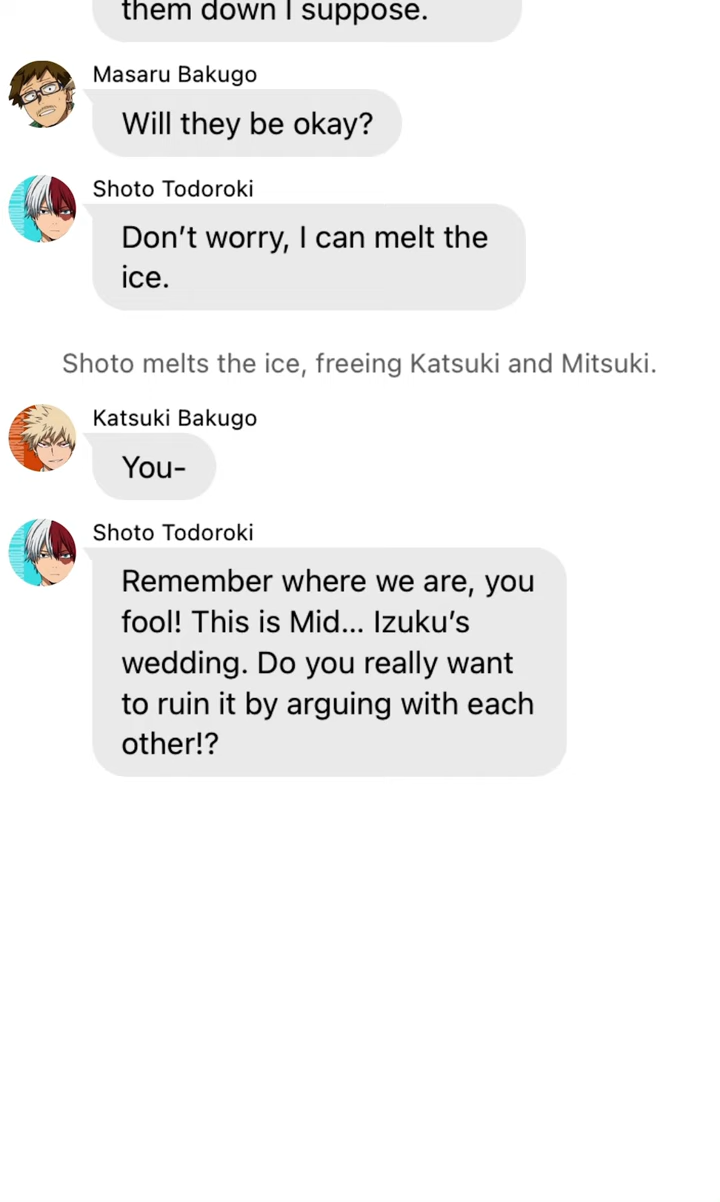 them down I suppose.
Masaru Bakugo
Will they be okay?
Shoto Todoroki
Don't worry, I can melt the
ice.
Shoto melts the ice, freeing Katsuki and Mitsuki.
Katsuki Bakugo
You-
Shoto Todoroki
Remember where we are, you
fool! This is Mid... Izuku's
wedding. Do you really want
to ruin it by arguing with each
other!?